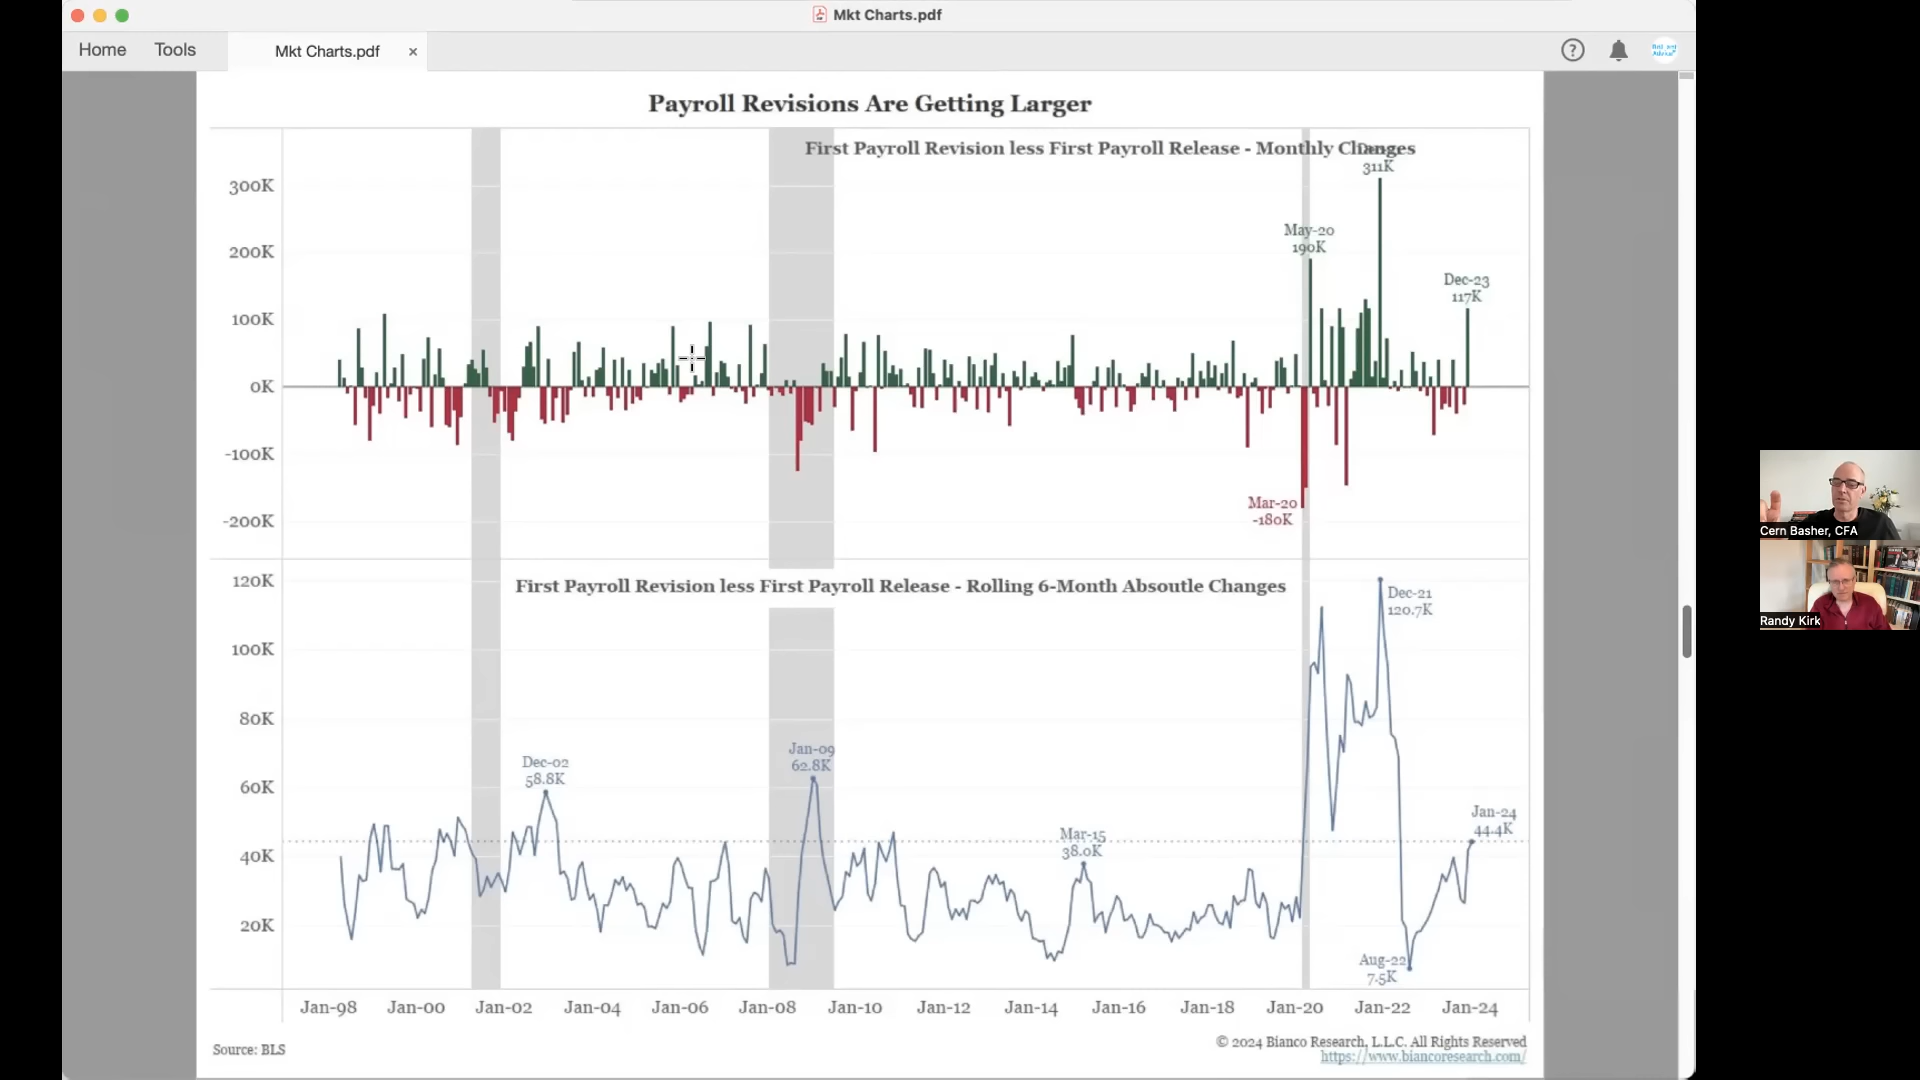 Mkt Charts.pdf
Home Tools Mkt Charts.pdf ×
Payroll Revisions Are Getting Larger
First Payroll Revision less First Payroll Release - Monthly Changes
311K
300K
May-20
190K
200K
Dec-23
117K
100K
0K
-100K
Mar-20
-180K
-200K
120K
First Payroll Revision less First Payroll Release - Rolling 6-Month Absoutle Changes
Dec-21
120.7K
100K
80K
Jan-09
62.8K
Dec-02
58.8K
60K
Jan-24
44.4K
Mar-15
38.0K
40K
20K
Aug-22
7.5K
Jan-98 Jan-00 Jan-02 Jan-04 Jan-06 Jan-08 Jan-10 Jan-12 Jan-14 Jan-16 Jan-18 Jan-20 Jan-22 Jan-24
Source: BLS
© 2024 Bianco Research, L.L.C. All Rights Reserved
https://www.biancoresearch.com/
Cern Basher, CFA
Randy Kirk